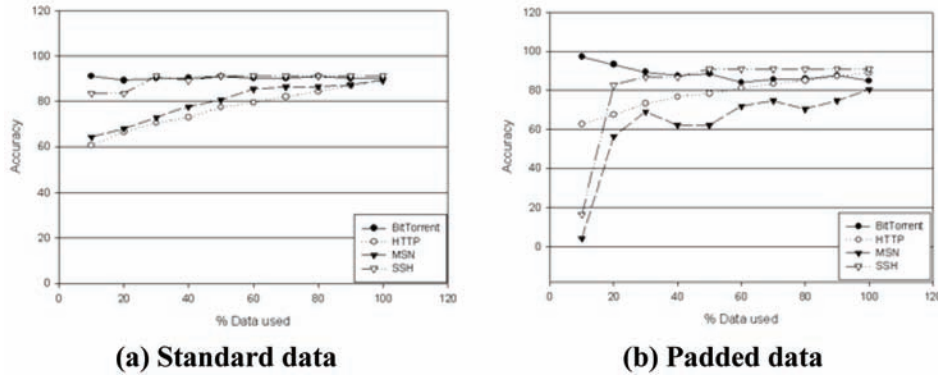 120
100
80
60
40
20
0
Accuracy
BitTorrent
HTTP
MSN
SSH
0 20 40 60 80 100 120
% Data used
(a) Standard data
120
100
80
60
40
20
0
Accuracy
BitTorrent
HTTP
MSN
SSH
0 20 40 60 80 100 120
% Data used
(b) Padded data